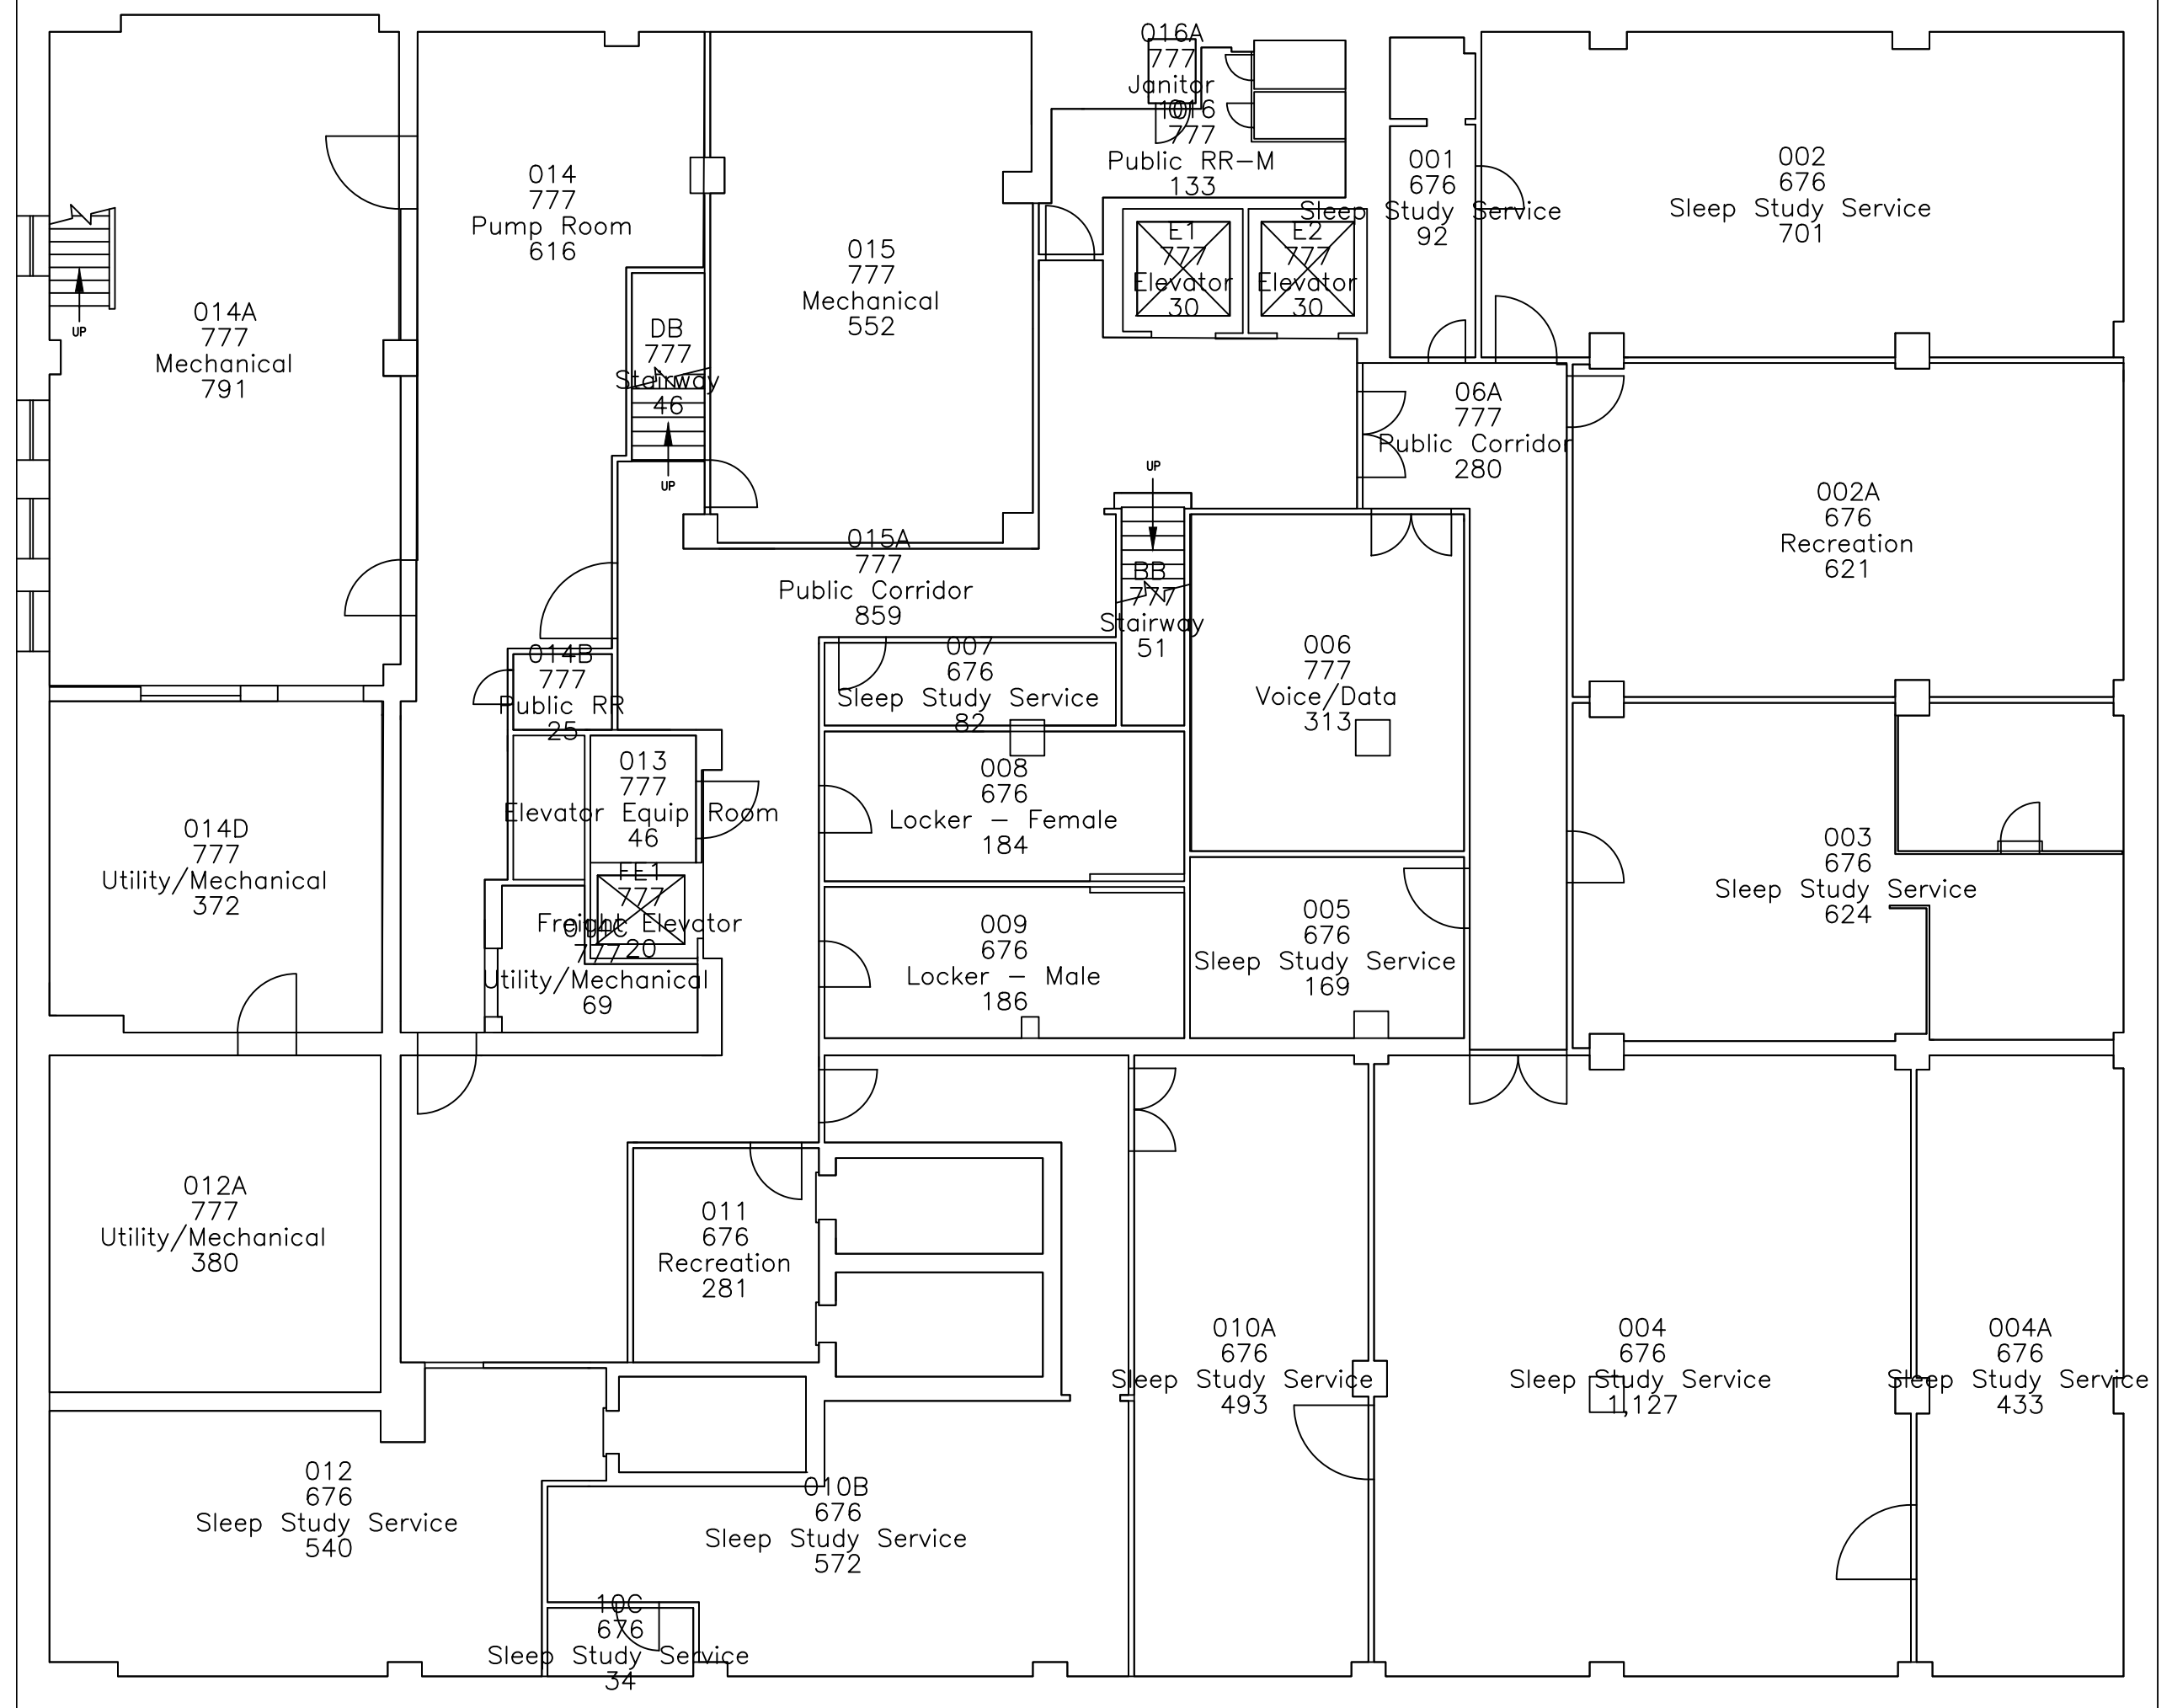 016A
777
Janitor
10
016
777
Public RR-M
133
001
676
Sleep Study Service
92
002
676
Sleep Study Service
701
014
777
Pump Room
616
015
777
Mechanical
552
E1
777
Elevator
30
E2
777
Elevator
30
014A
777
Mechanical
791
UP
DB
777
Stairway
46
UP
06A
777
Public Corridor
280
002A
676
Recreation
621
015A
777
Public Corridor
859
UP
BB
777
Stairway
51
006
777
Voice/Data
313
014B
777
Public RR
25
007
676
Sleep Study Service
82
013
777
Elevator Equip Room
46
008
676
Locker - Female
184
014D
777
Utility/Mechanical
372
FE1
777
Freight Elevator
20
014C
777
Utility/Mechanical
69
009
676
Locker - Male
186
005
676
Sleep Study Service
169
003
676
Sleep Study Service
624
012A
777
Utility/Mechanical
380
011
676
Recreation
281
010A
676
Sleep Study Service
493
004
676
Sleep Study Service
1,127
004A
676
Sleep Study Service
433
012
676
Sleep Study Service
540
010B
676
Sleep Study Service
572
10C
676
Sleep Study Service
34